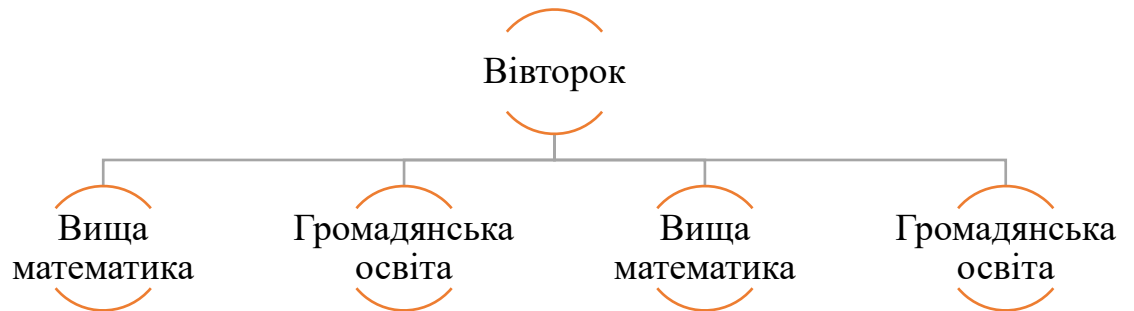 Вівторок
Вища
математика
Громадянська
освіта
Вища
математика
Громадянська
освіта